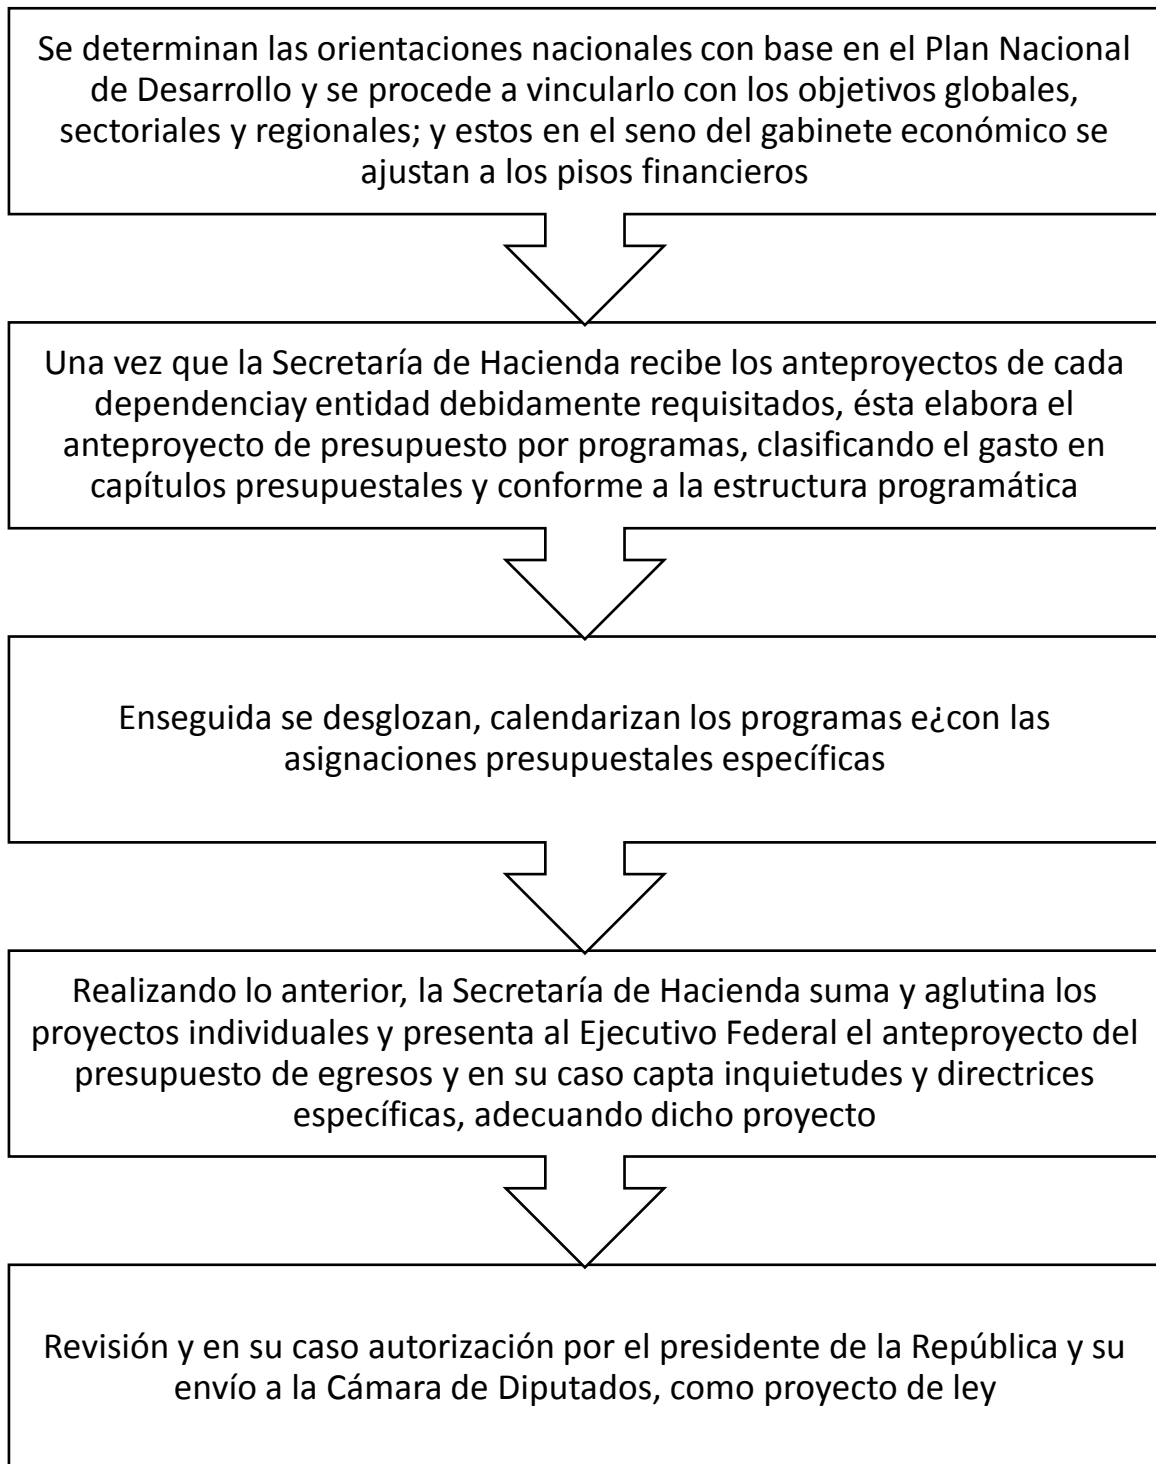 Se determinan las orientaciones nacionales con base en el Plan Nacional
de Desarrollo y se procede a vincularlo con los objetivos globales,
sectoriales y regionales; y estos en el seno del gabinete económico se
ajustan a los pisos financieros
Una vez que la Secretaría de Hacienda recibe los anteproyectos de cada
dependenciay entidad debidamente requisitados, ésta elabora el
anteproyecto de presupuesto por programas, clasificando el gasto en
capítulos presupuestales y conforme a la estructura programática
Enseguida se desglozan, calendarizan los programas e¿con las
asignaciones presupuestales específicas
Realizando lo anterior, la Secretaría de Hacienda suma y aglutina los
proyectos individuales y presenta al Ejecutivo Federal el anteproyecto del
presupuesto de egresos y en su caso capta inquietudes y directrices
específicas, adecuando dicho proyecto
Revisión y en su caso autorización por el presidente de la República y su
envío a la Cámara de Diputados, como proyecto de ley